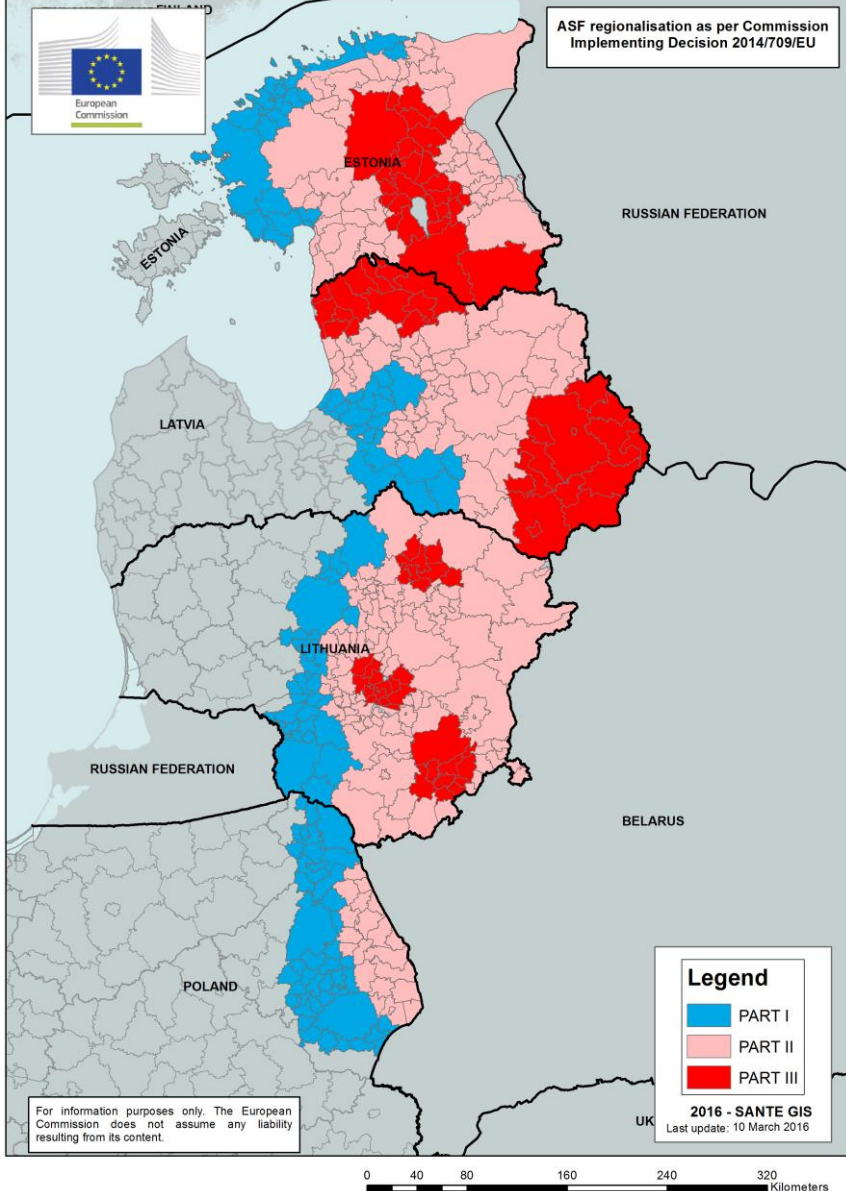 FINLAND
European
Commission
ASF regionalisation as per Commission
Implementing Decision 2014/709/EU
ESTONIA
RUSSIAN FEDERATION
ESTONIA
LATVIA
LITHUANIA
RUSSIAN FEDERATION
BELARUS
POLAND
Legend
PART I
PART II
PART III
2016 - SANTE GIS
Last update: 10 March 2016
UK
For information purposes only. The European
Commission does not assume any liability
resulting from its content.
0 40 80 160 240 320
Kilometers